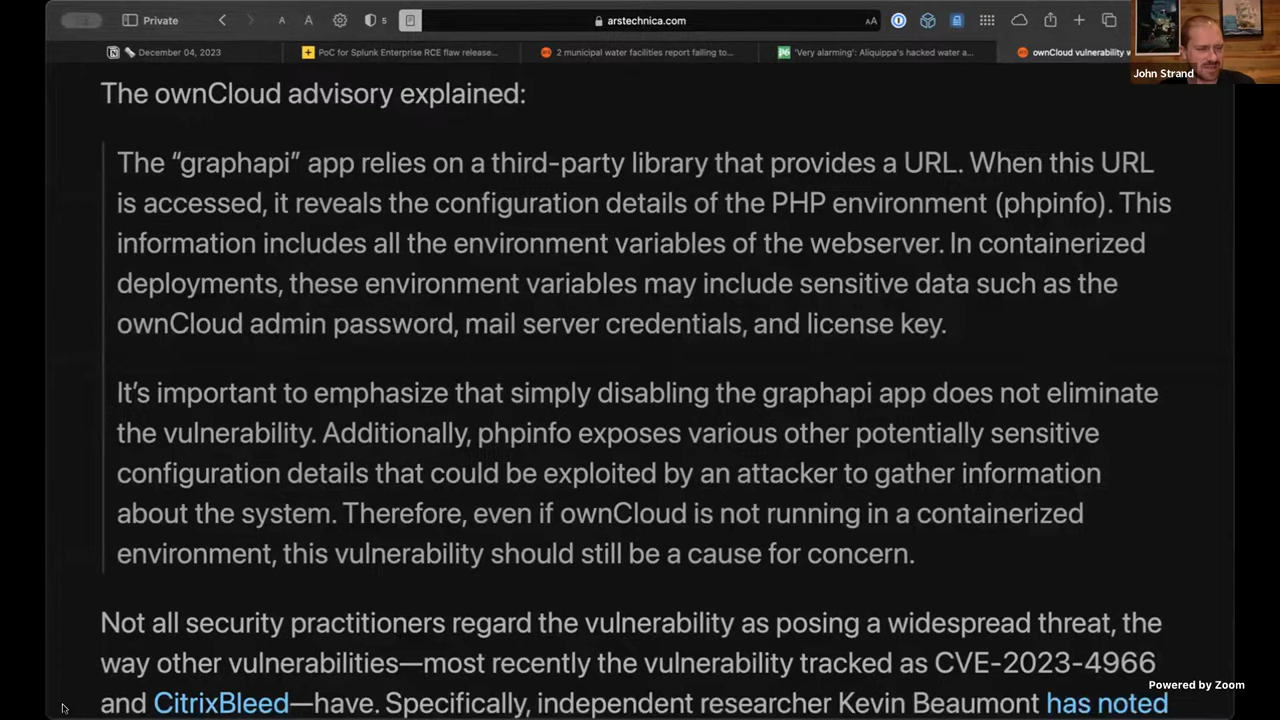 Private
A
A
5
arstechnica.com
AA
December 04, 2023
PoC for Splunk Enterprise RCE flaw release...
2 municipal water facilities report falling to...
'Very alarming': Aliquippa's hacked water a...
ownCloud vulnerability w
John Strand
The ownCloud advisory explained:
The “graphapi” app relies on a third-party library that provides a URL. When this URL
is accessed, it reveals the configuration details of the PHP environment (phpinfo). This
information includes all the environment variables of the webserver. In containerized
deployments, these environment variables may include sensitive data such as the
ownCloud admin password, mail server credentials, and license key.
It’s important to emphasize that simply disabling the graphapi app does not eliminate
the vulnerability. Additionally, phpinfo exposes various other potentially sensitive
configuration details that could be exploited by an attacker to gather information
about the system. Therefore, even if ownCloud is not running in a containerized
environment, this vulnerability should still be a cause for concern.
Not all security practitioners regard the vulnerability as posing a widespread threat, the
way other vulnerabilities—most recently the vulnerability tracked as CVE-2023-4966
and CitrixBleed—have. Specifically, independent researcher Kevin Beaumont has noted
Powered by Zoom